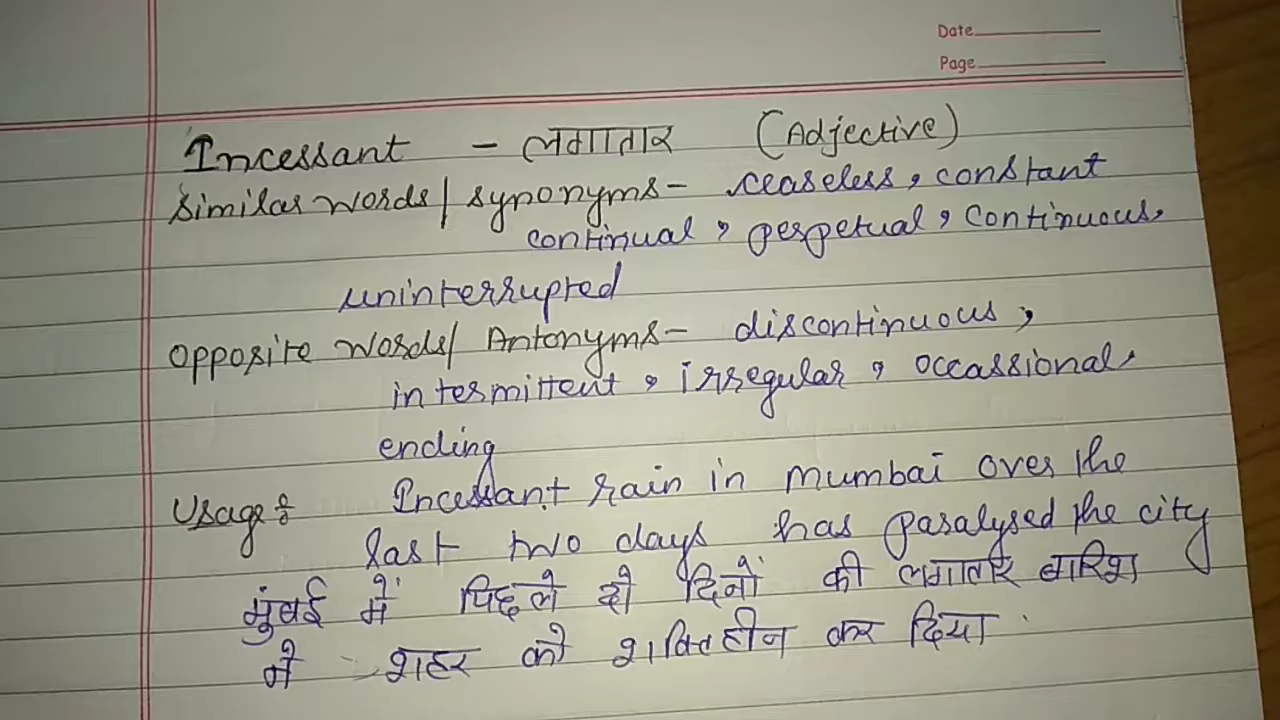 Date
Page
Incessant - लगातार (Adjective)
Similar words/ synonyms- ceaseless, constant
continual, perpetual, continuous,
uninterrupted
opposite words/ Antonyms- discontinuous,
intermittent, irregular, occassional,
ending
Usage: Incessant rain in mumbai over the
last two days has paralysed the city
मुंबई में पिछले दो दिनों की लगातार बारिश
ने शहर को शक्तिहीन कर दिया.